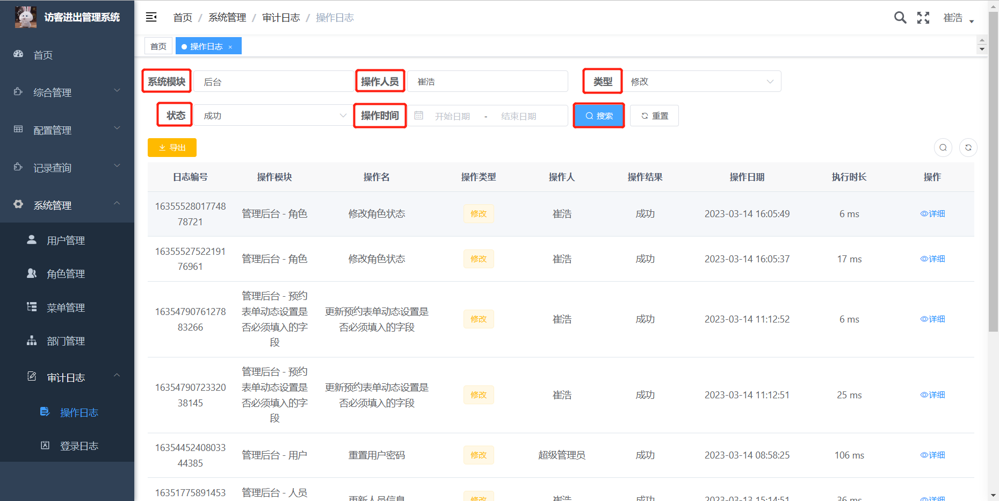 访客进出管理系统
首页 / 系统管理 / 审计日志 / 操作日志
崔浩
首页
操作日志 ×
首页
综合管理
配置管理
记录查询
系统管理
用户管理
角色管理
菜单管理
部门管理
审计日志
操作日志
登录日志
系统模块 后台 操作人员 崔浩 类型 修改
状态 成功 操作时间 开始日期 - 结束日期 搜索 重置
导出
日志编号 操作模块 操作名 操作类型 操作人 操作结果 操作日期 执行时长 操作
16355528017748
78721
管理后台 - 角色 修改角色状态 修改 崔浩 成功 2023-03-14 16:05:49 6 ms 详细
16355527522191
76961
管理后台 - 角色 修改角色状态 修改 崔浩 成功 2023-03-14 16:05:37 17 ms 详细
16354790761278
83266
管理后台 - 预约
表单动态设置是
否必须填入的字
段
更新预约表单动态设置是
否必须填入的字段
修改 崔浩 成功 2023-03-14 11:12:52 6 ms 详细
16354790723320
38145
管理后台 - 预约
表单动态设置是
否必须填入的字
段
更新预约表单动态设置是
否必须填入的字段
修改 崔浩 成功 2023-03-14 11:12:51 25 ms 详细
16354452408033
44385
管理后台 - 用户 重置用户密码 修改 超级管理员 成功 2023-03-14 08:58:25 106 ms 详细
16351775891453
管理后台 - 人员
更新人员信息 修改 崔浩 成功 2023-03-13 15:14:51 36 ms 详细